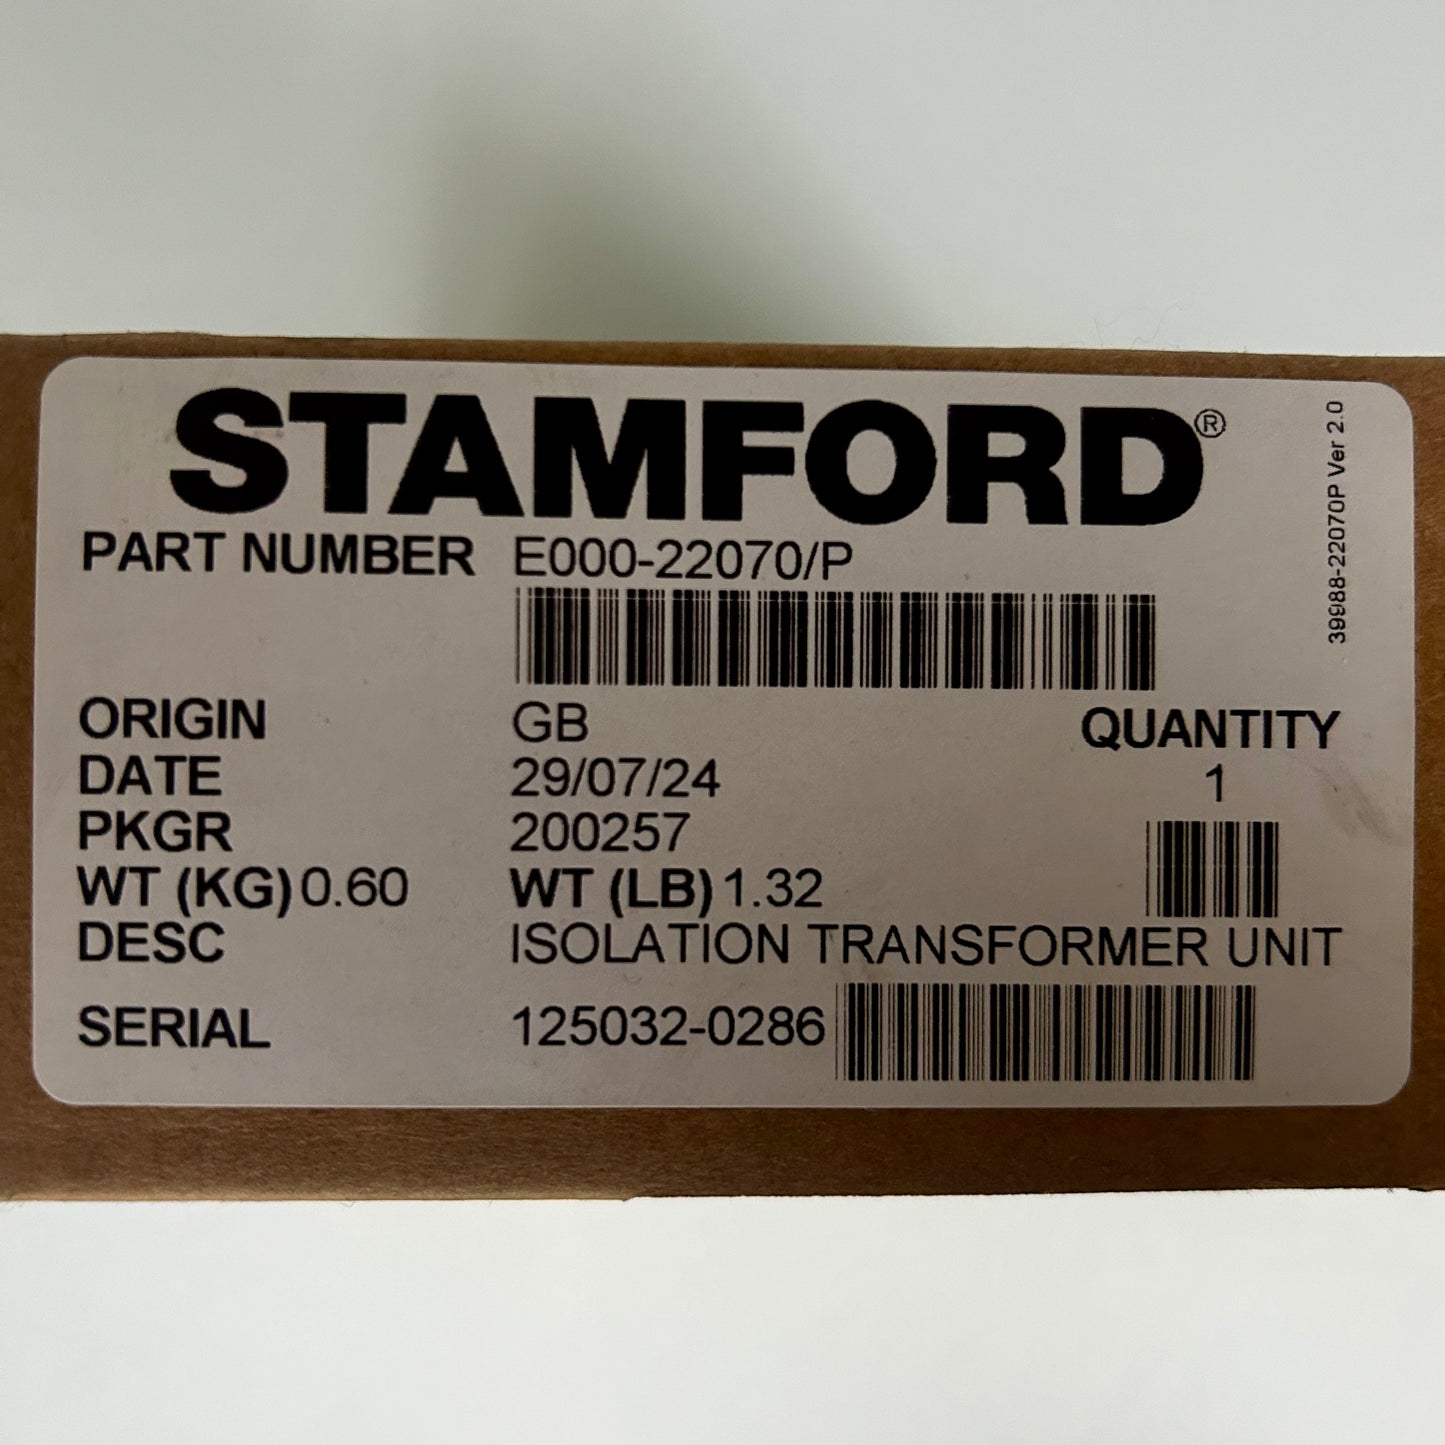 STAMFORD®
PART NUMBER E000-22070/P
ORIGIN GB QUANTITY
DATE 29/07/24 1
PKGR 200257
WT (KG) 0.60 WT (LB) 1.32
DESC ISOLATION TRANSFORMER UNIT
SERIAL 125032-0286
39988-22070P Ver 2.0